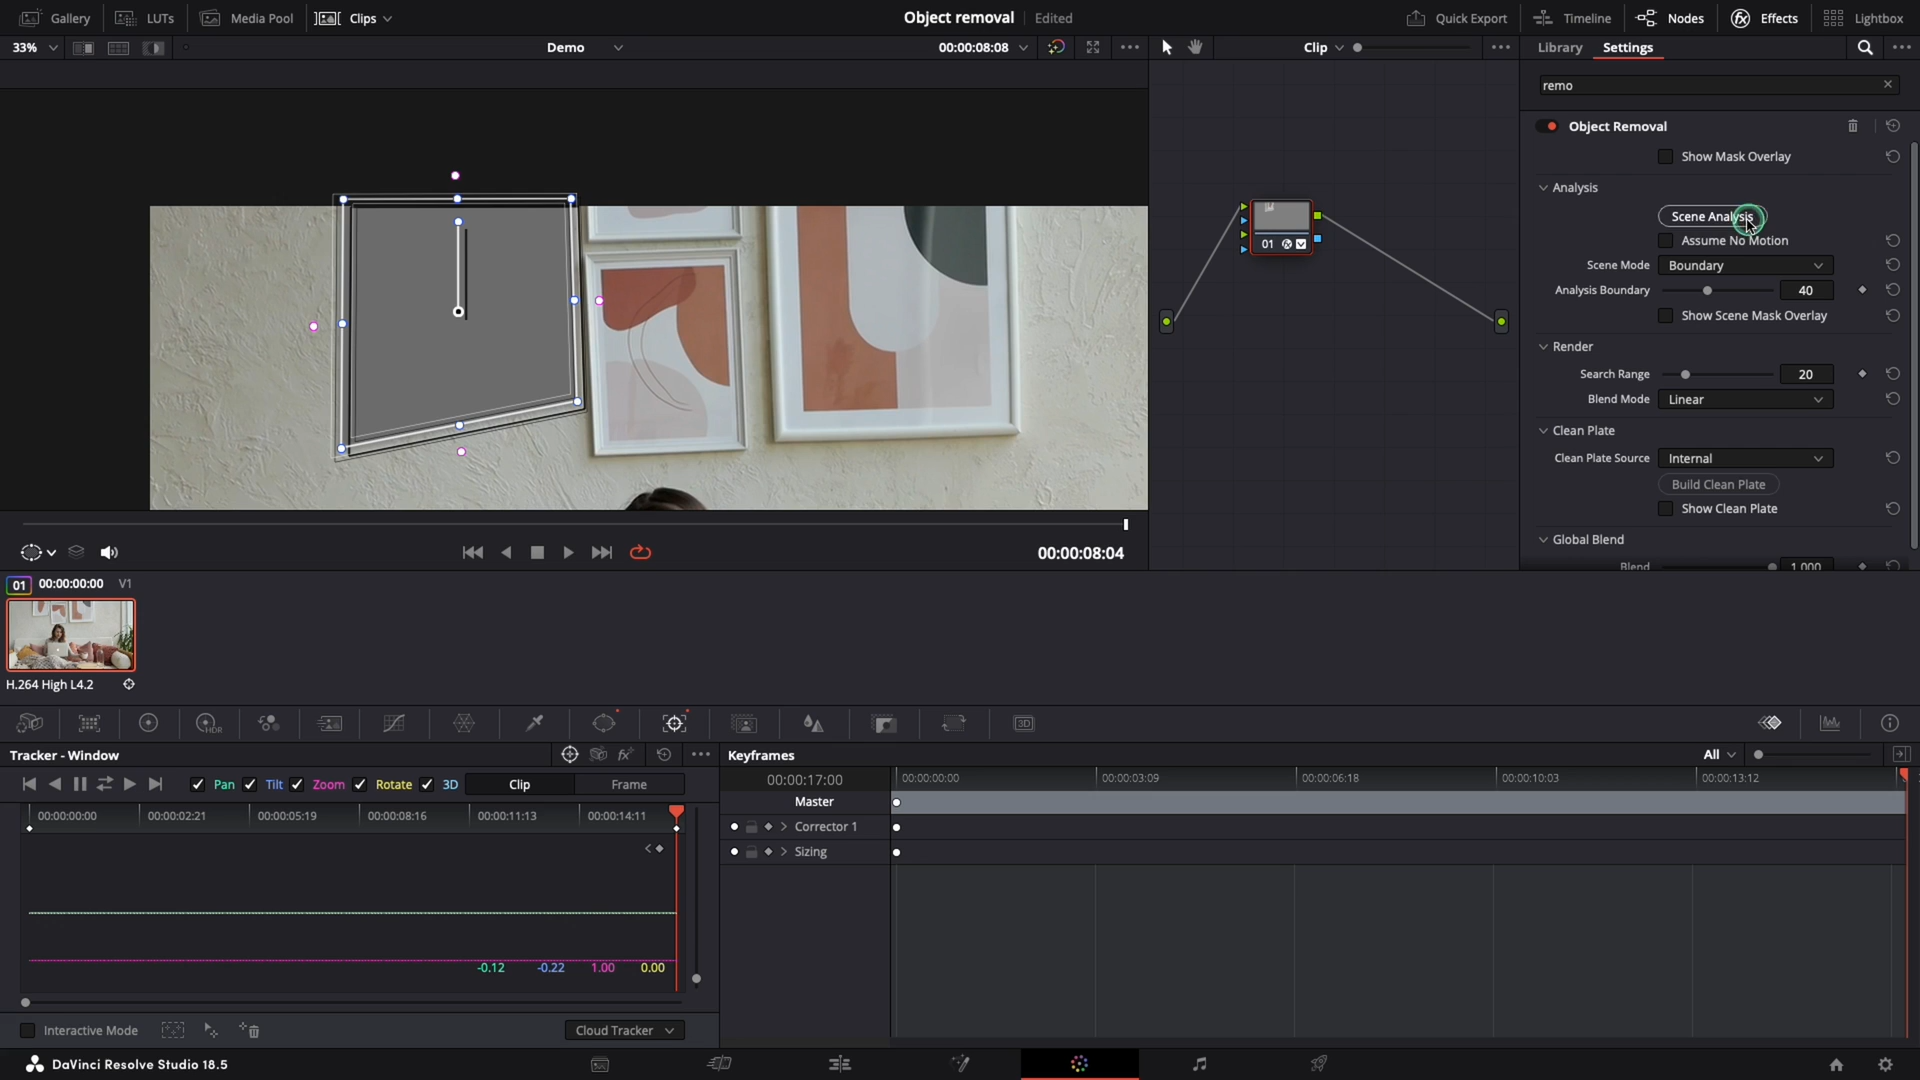 Gallery
LUTs
Media Pool
Clips
Object removal
Edited
Quick Export
Timeline
Nodes
Effects
Lightbox
33%
Demo
00:00:08:08
Clip
Library
Settings
remo
Object Removal
Show Mask Overlay
Analysis
Scene Analysis
Assume No Motion
Scene Mode
Boundary
Analysis Boundary
40
Show Scene Mask Overlay
Render
Search Range
20
Blend Mode
Linear
Clean Plate
Clean Plate Source
Internal
Build Clean Plate
Show Clean Plate
Global Blend
Blend
1.000
01
00:00:08:04
01
00:00:00:00
V1
H.264 High L4.2
HDR
3D
Tracker - Window
Pan
Tilt
Zoom
Rotate
3D
Clip
Frame
00:00:00:00
00:00:02:21
00:00:05:19
00:00:08:16
00:00:11:13
00:00:14:11
-0.12
-0.22
1.00
0.00
Interactive Mode
Cloud Tracker
Keyframes
All
00:00:17:00
00:00:00:00
00:00:03:09
00:00:06:18
00:00:10:03
00:00:13:12
Master
Corrector 1
Sizing
DaVinci Resolve Studio 18.5